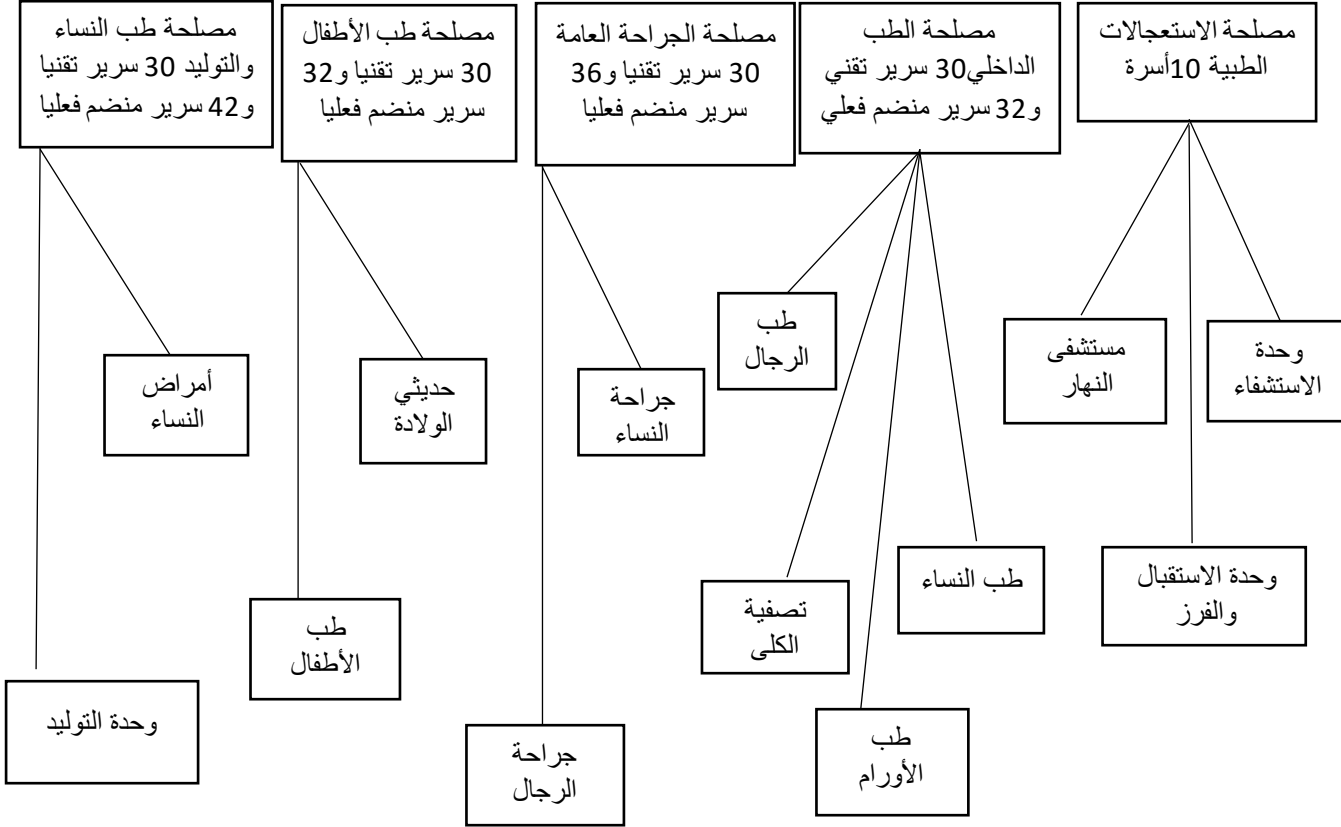 مصلحة الاستعجالات
الطبية 10أسرة
مصلحة الطب
الداخلي30 سرير تقني
و32 سرير منضم فعلي
مصلحة الجراحة العامة
30 سرير تقنيا و36
سرير منضم فعليا
مصلحة طب الأطفال
30 سرير تقنيا و32
سرير منضم فعليا
مصلحة طب النساء
والتوليد 30 سرير تقنيا
و42 سرير منضم فعليا
وحدة
الاستشفاء
مستشفى
النهار
طب
الرجال
جراحة
النساء
حديثي
الولادة
أمراض
النساء
وحدة الاستقبال
والفرز
طب النساء
تصفية
الكلى
طب
الأطفال
وحدة التوليد
طب
الأورام
جراحة
الرجال